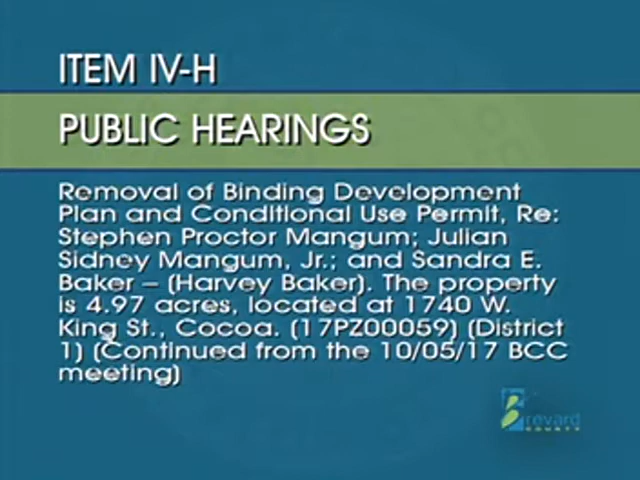 ITEM IV-H
PUBLIC HEARINGS
Removal of Binding Development
Plan and Conditional Use Permit, Re:
Stephen Proctor Mangum; Julian
Sidney Mangum, Jr.; and Sandra E.
Baker – (Harvey Baker). The property
is 4.97 acres, located at 1740 W.
King St., Cocoa. (17PZ00059) (District
1) (Continued from the 10/05/17 BCC
meeting)
Brevard
COUNTY